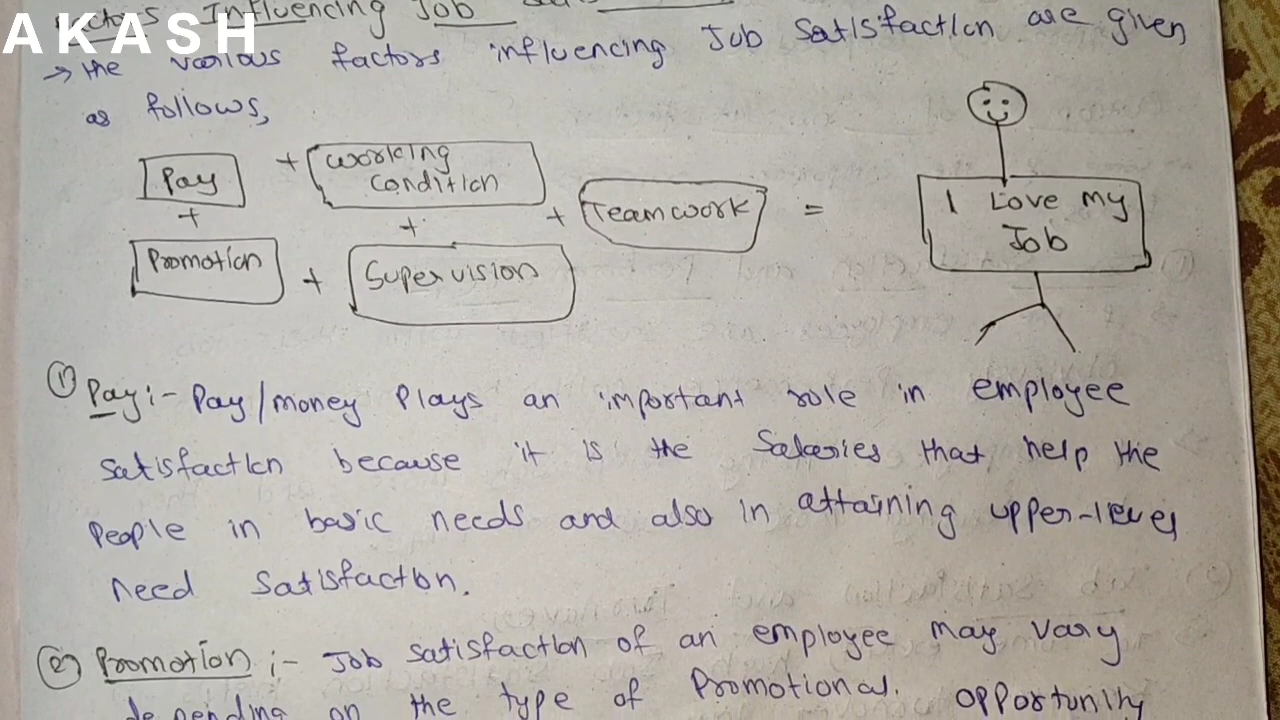 AKASH
Factors Influencing Job
→ the various factors influencing Job Satisfaction are given
as follows,
Pay + Working condition
+ + + Teamwork = I Love my Job
Promotion + Supervision
① Pay :- Pay/money Plays an important role in employee
satisfaction because it is the Salaries that help the
People in basic needs and also in attaining upper-level
need Satisfaction.
② Promotion :- Job satisfaction of an employee may vary
depending on the type of Promotional opportunity